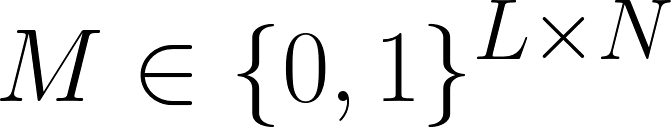 M ∈ {0, 1}^{L×N}